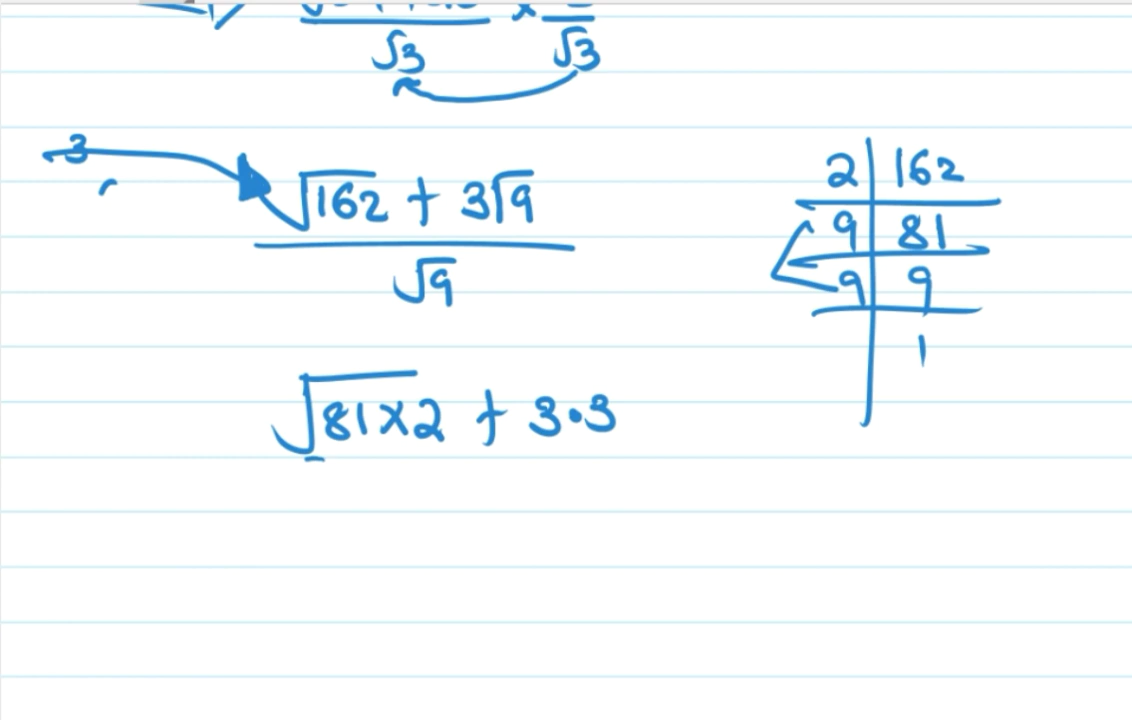 √3 √3
3
√162 + 3√9
√9
2 | 162
9 | 81
9 | 9
1
√81×2 + 3·3